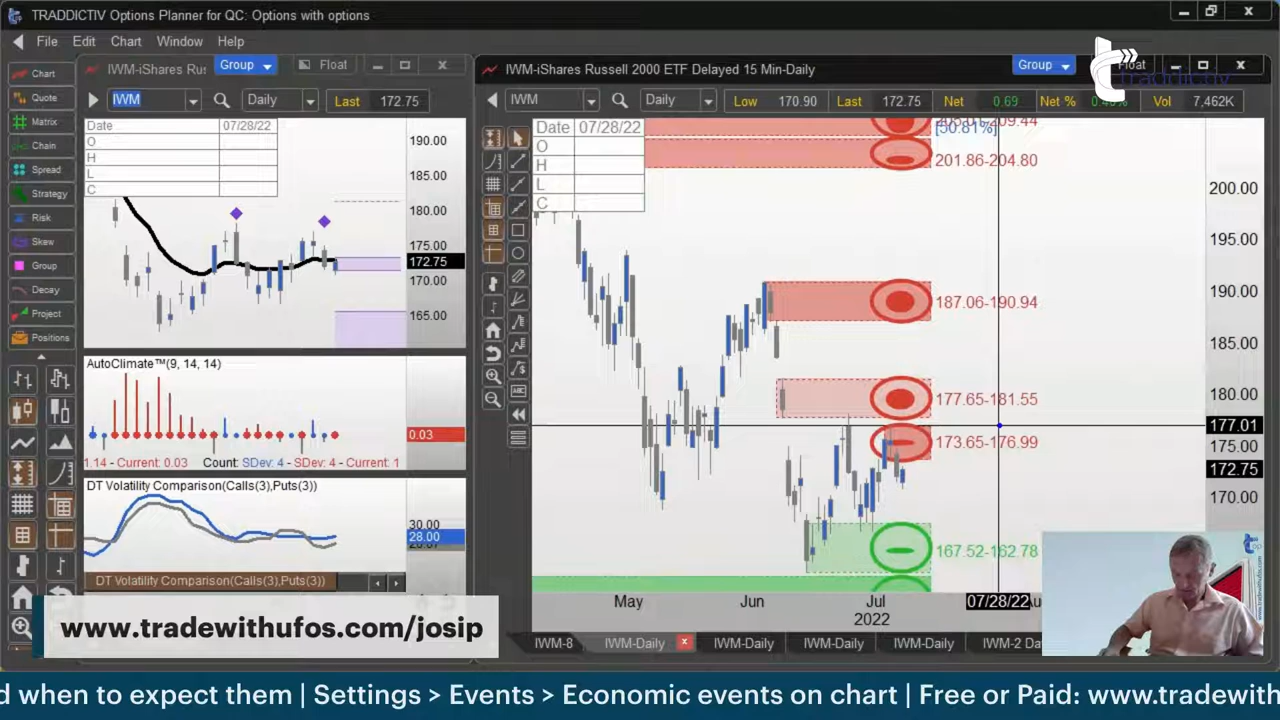 TRADDICTIV Options Planner for QC: Options with options
File Edit Chart Window Help
IWM-iShares Rus Group Float
IWM-iShares Russell 2000 ETF Delayed 15 Min-Daily Group Float
traddictiv
IWM Daily Last 172.75
IWM Daily Low 170.90 Last 172.75 Net 0.69 Net % Vol 7,462K
Chart
Quote
Matrix
Chain
Spread
Strategy
Risk
Skew
Group
Decay
Project
Positions
Date 07/28/22
O
H
L
C
190.00
185.00
180.00
175.00
172.75
170.00
165.00
AutoClimate™(9, 14, 14)
0.03
1.14 - Current: 0.03 Count: SDev: 4 - SDev: 4 - Current: 1
DT Volatility Comparison(Calls(3),Puts(3))
30.00
28.00
DT Volatility Comparison(Calls(3),Puts(3))
Date 07/28/22
O
H
L
C
[50.81%]
201.86-204.80
187.06-190.94
177.65-181.55
173.65-176.99
167.52-162.78
200.00
195.00
190.00
185.00
180.00
177.01
175.00
172.75
170.00
May Jun Jul 07/28/22
2022
IWM-8 IWM-Daily IWM-Daily IWM-Daily IWM-Daily IWM-2 Da
ABC
www.tradewithufos.com/josip
d when to expect them | Settings > Events > Economic events on chart | Free or Paid: www.tradewith